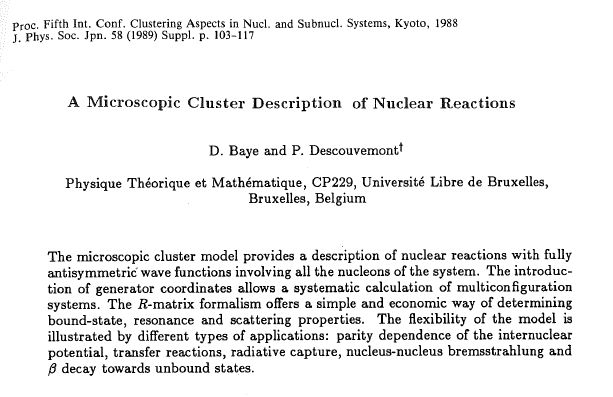 Proc. Fifth Int. Conf. Clustering Aspects in Nucl. and Subnucl. Systems, Kyoto, 1988
J. Phys. Soc. Jpn. 58 (1989) Suppl. p. 103-117
A Microscopic Cluster Description of Nuclear Reactions
D. Baye and P. Descouvemont†
Physique Théorique et Mathématique, CP229, Université Libre de Bruxelles,
Bruxelles, Belgium
The microscopic cluster model provides a description of nuclear reactions with fully
antisymmetric wave functions involving all the nucleons of the system. The introduc-
tion of generator coordinates allows a systematic calculation of multiconfiguration
systems. The R-matrix formalism offers a simple and economic way of determining
bound-state, resonance and scattering properties. The flexibility of the model is
illustrated by different types of applications: parity dependence of the internuclear
potential, transfer reactions, radiative capture, nucleus-nucleus bremsstrahlung and
β decay towards unbound states.